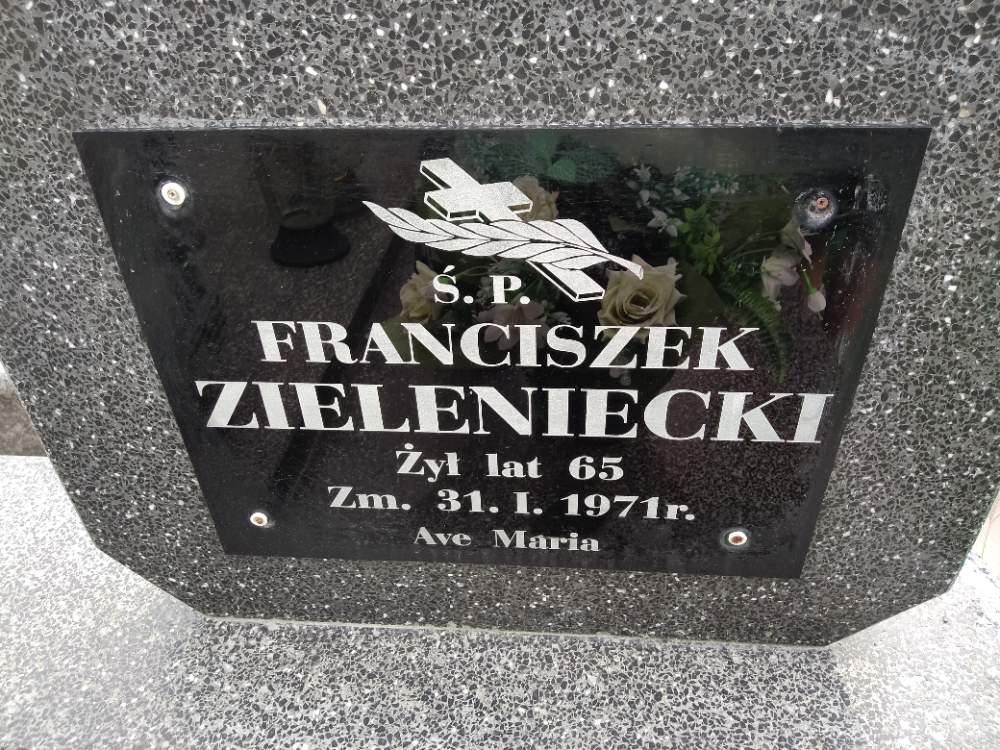 Ś. P.
FRANCISZEK
ZIELENIECKI
Żył lat 65
Zm. 31. I. 1971r.
Ave Maria